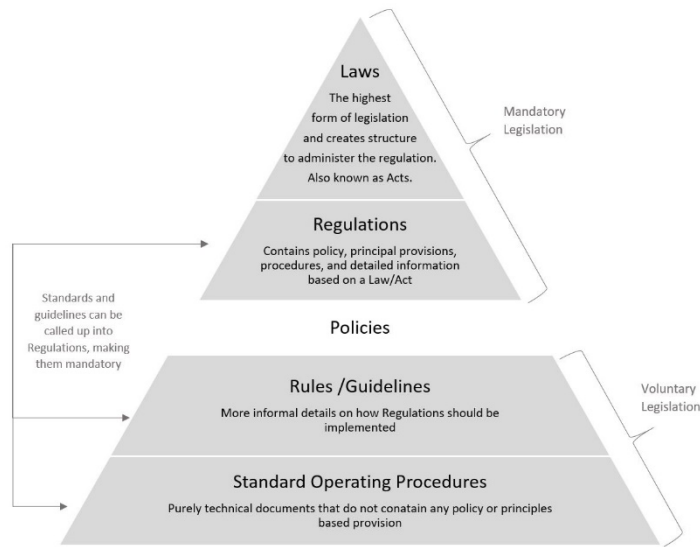 Laws
The highest
form of legislation
and creates structure
to administer the regulation.
Also known as Acts.
Mandatory
Legislation
Regulations
Contains policy, principal provisions,
procedures, and detailed information
based on a Law/Act
Standards and
guidelines can be
called up into
Regulations, making
them mandatory
Policies
Rules /Guidelines
More informal details on how Regulations should be
implemented
Voluntary
Legislation
Standard Operating Procedures
Purely technical documents that do not conatain any policy or principles
based provision